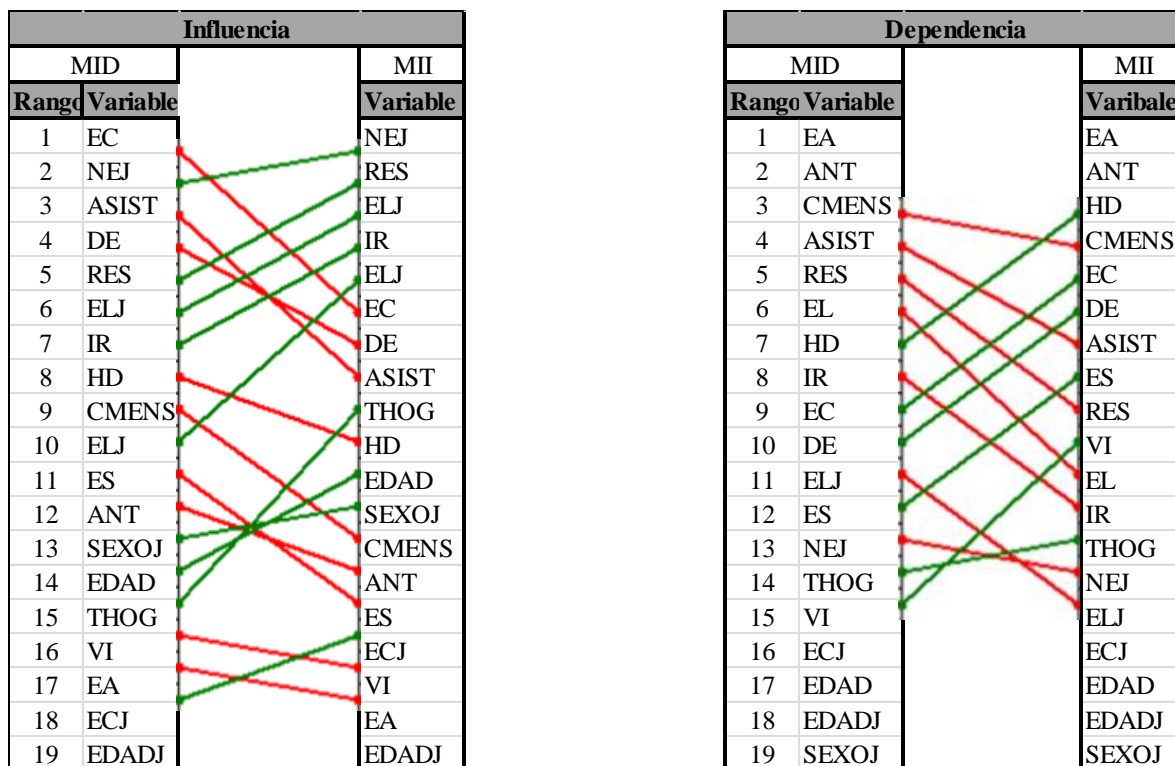 Influencia
MID MII
Rango Variable Variable
1 EC NEJ
2 NEJ RES
3 ASIST ELJ
4 DE IR
5 RES ELJ
6 ELJ EC
7 IR DE
8 HD ASIST
9 CMENS THOG
10 ELJ HD
11 ES EDAD
12 ANT SEXOJ
13 SEXOJ CMENS
14 EDAD ANT
15 THOG ES
16 VI ECJ
17 EA VI
18 ECJ EA
19 EDADJ EDADJ
Dependencia
MID MII
Rango Variable Varibale
1 EA EA
2 ANT ANT
3 CMENS HD
4 ASIST CMENS
5 RES EC
6 EL DE
7 HD ASIST
8 IR ES
9 EC RES
10 DE VI
11 ELJ EL
12 ES IR
13 NEJ THOG
14 THOG NEJ
15 VI ELJ
16 ECJ ECJ
17 EDAD EDAD
18 EDADJ EDADJ
19 SEXOJ SEXOJ